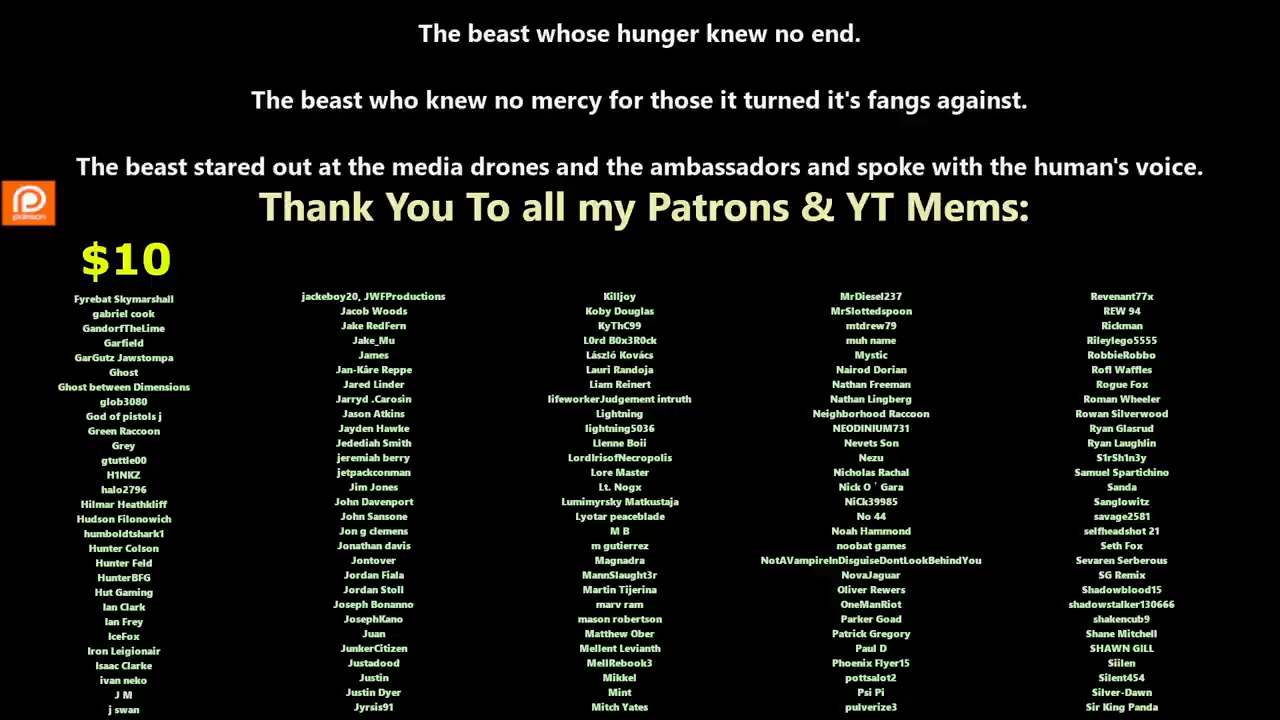 The beast whose hunger knew no end.
The beast who knew no mercy for those it turned it's fangs against.
The beast stared out at the media drones and the ambassadors and spoke with the human's voice.
patreon
Thank You To all my Patrons & YT Mems:
$10
Fyrebat Skymarshall
gabriel cook
GandorfTheLime
Garfield
GarGutz Jawstompa
Ghost
Ghost between Dimensions
glob3080
God of pistols j
Green Raccoon
Grey
gtuttle00
H1NKZ
halo2796
Hilmar Heathkliff
Hudson Filonowich
humboldtshark1
Hunter Colson
Hunter Feld
HunterBFG
Hut Gaming
Ian Clark
Ian Frey
IceFox
Iron Leigionair
Isaac Clarke
ivan neko
J M
j swan
jackeboy20, JWFProductions
Jacob Woods
Jake RedFern
Jake_Mu
James
Jan-Kåre Reppe
Jared Linder
Jarryd .Carosin
Jason Atkins
Jayden Hawke
Jedediah Smith
jeremiah berry
jetpackconman
Jim Jones
John Davenport
John Sansone
Jon g clemens
Jonathan davis
Jontover
Jordan Fiala
Jordan Stoll
Joseph Bonanno
JosephKano
Juan
JunkerCitizen
Justadood
Justin
Justin Dyer
Jyrsis91
Killjoy
Koby Douglas
KyThC99
L0rd B0x3R0ck
László Kovács
Lauri Randoja
Liam Reinert
lifeworkerJudgement intruth
Lightning
lightning5036
Llenne Boii
LordIrisofNecropolis
Lore Master
Lt. Nogx
Lumimyrsky Matkustaja
Lyotar peaceblade
M B
m gutierrez
Magnadra
MannSlaught3r
Martin Tijerina
marv ram
mason robertson
Matthew Ober
Mellent Levianth
MellRebook3
Mikkel
Mint
Mitch Yates
MrDiesel237
MrSlottedspoon
mtdrew79
muh name
Mystic
Nairod Dorian
Nathan Freeman
Nathan Lingberg
Neighborhood Raccoon
NEODINIUM731
Nevets Son
Nezu
Nicholas Rachal
Nick O＇Gara
NiCk39985
No 44
Noah Hammond
noobat games
NotAVampireInDisguiseDontLookBehindYou
NovaJaguar
Oliver Rewers
OneManRiot
Parker Goad
Patrick Gregory
Paul D
Phoenix Flyer15
pottsalot2
Psi Pi
pulverize3
Revenant77x
REW 94
Rickman
Rileylego5555
RobbieRobbo
Rofl Waffles
Rogue Fox
Roman Wheeler
Rowan Silverwood
Ryan Glasrud
Ryan Laughlin
S1rSh1n3y
Samuel Spartichino
Sanda
Sanglowitz
savage2581
selfheadshot 21
Seth Fox
Sevaren Serberous
SG Remix
Shadowblood15
shadowstalker130666
shakencub9
Shane Mitchell
SHAWN GILL
Siilen
Silent454
Silver-Dawn
Sir King Panda